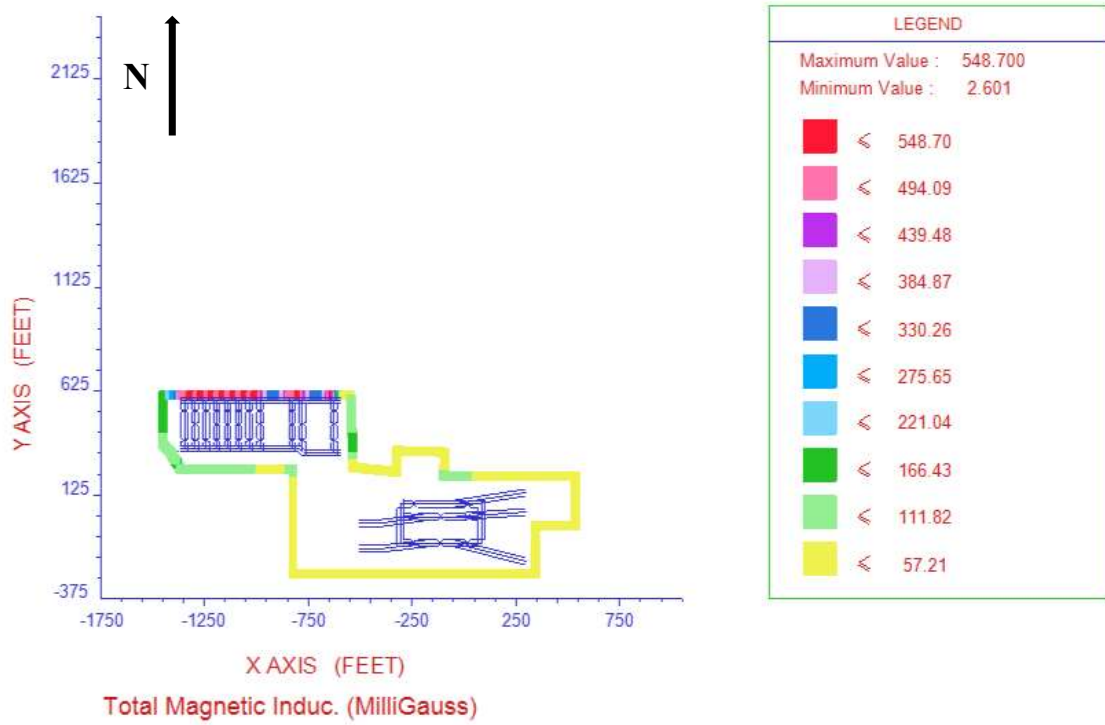 N
2125
1625
1125
625
125
-375
Y AXIS (FEET)
-1750 -1250 -750 -250 250 750
X AXIS (FEET)
Total Magnetic Induc. (MilliGauss)
LEGEND
Maximum Value : 548.700
Minimum Value : 2.601
≤ 548.70
≤ 494.09
≤ 439.48
≤ 384.87
≤ 330.26
≤ 275.65
≤ 221.04
≤ 166.43
≤ 111.82
≤ 57.21